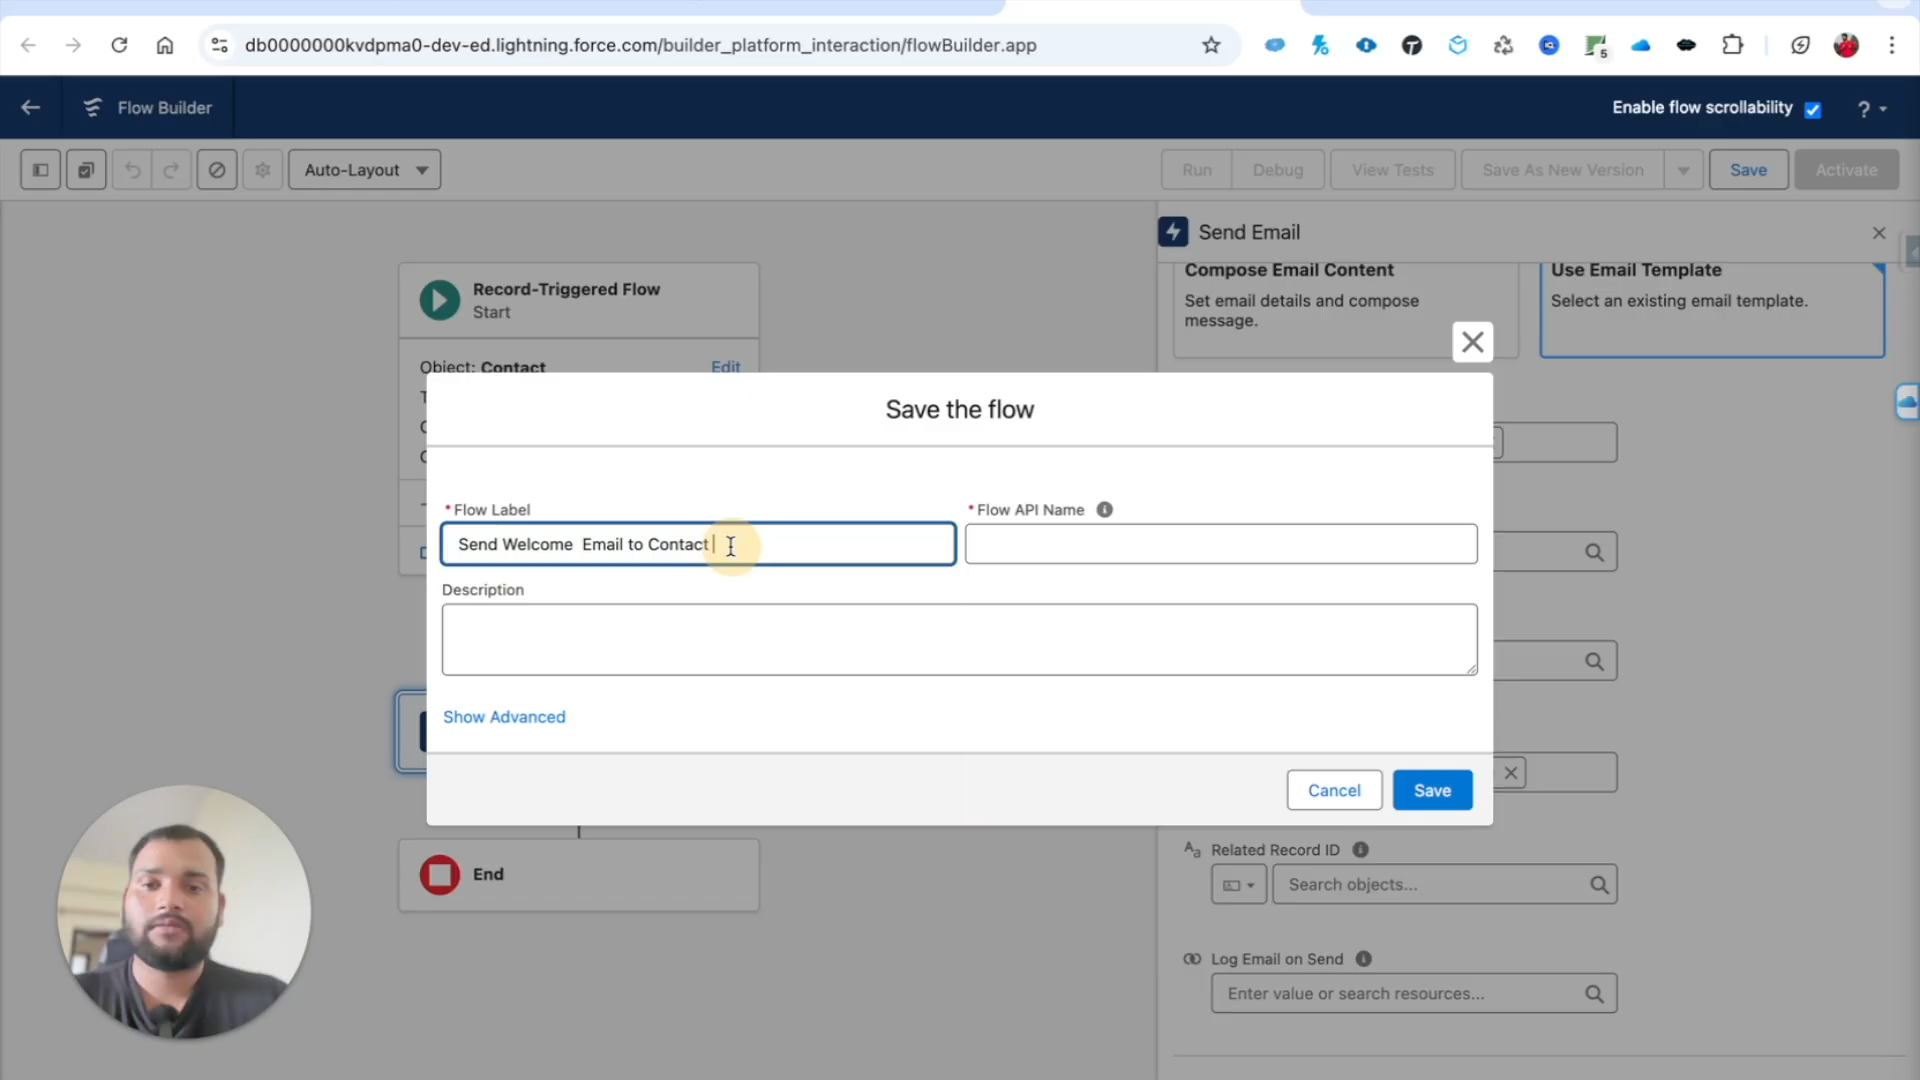 db0000000kvdpma0-dev-ed.lightning.force.com/builder_platform_interaction/flowBuilder.app
5
Flow Builder
Enable flow scrollability
?
Auto-Layout
Run
Debug
View Tests
Save As New Version
Save
Activate
Send Email
Record-Triggered Flow
Start
Object: Contact
Edit
Compose Email Content
Set email details and compose
message.
Use Email Template
Select an existing email template.
Save the flow
* Flow Label
Send Welcome  Email to Contact
* Flow API Name
Description
Show Advanced
Cancel
Save
End
Aa Related Record ID
Search objects...
Log Email on Send
Enter value or search resources...